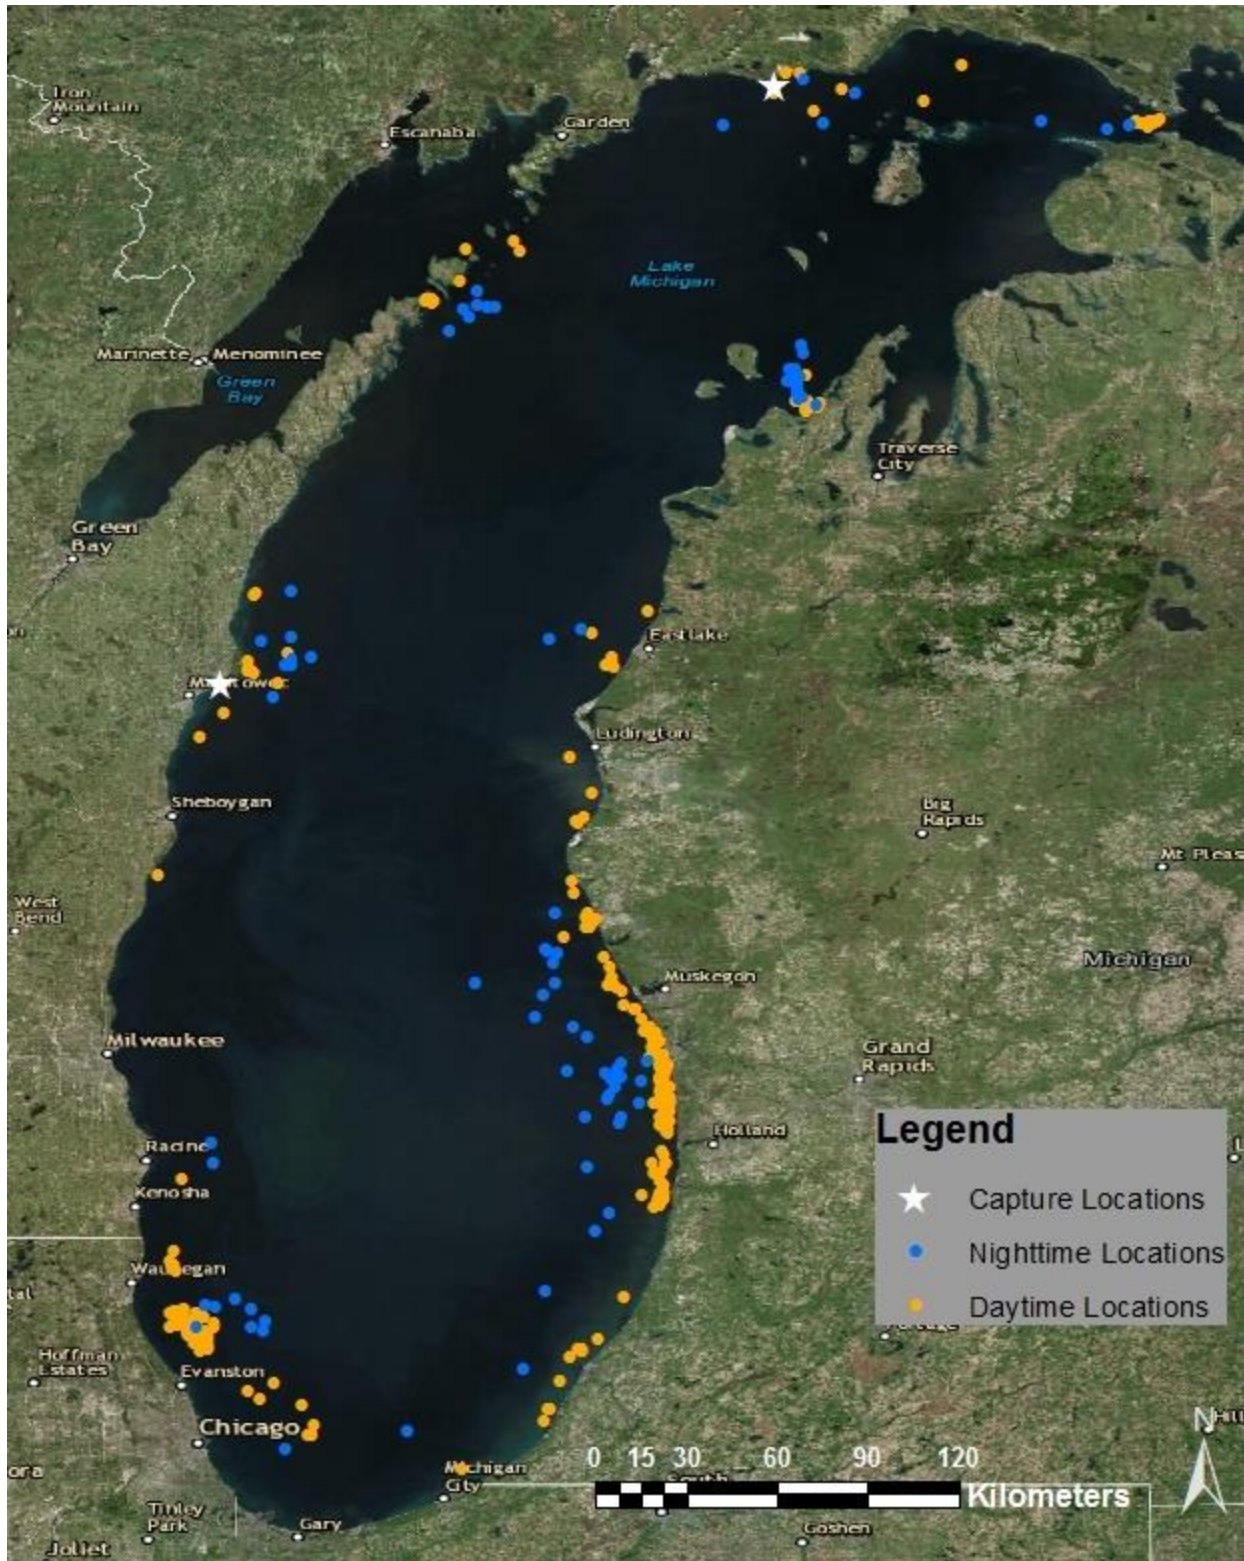 Iron
Mountain
Escanaba
Garden
Lake
Michigan
Marinette
Menominee
Green
Bay
Traverse
City
Green
Bay
Eastlake
Ludington
Sheboygan
Big
Rapids
Mt Pleas
West
Bend
Michigan
Muskegon
Milwaukee
Grand
Rapids
Racine
Holland
Kenosha
Legend
Capture Locations
Nighttime Locations
Daytime Locations
Hoffman
Estates
Evanston
Chicago
N
0 15 30 60 90 120
Kilometers
City
Tinley
Park
Gary
Goshen
Joliet